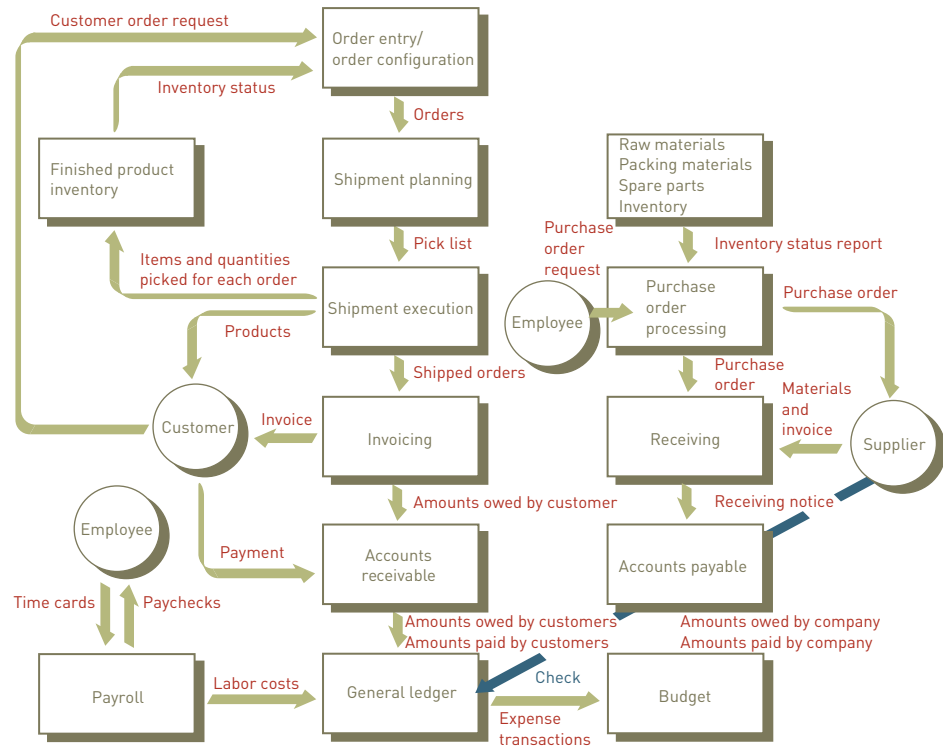 Customer order request
Order entry/
order configuration
Inventory status
Orders
Finished product
inventory
Shipment planning
Raw materials
Packing materials
Spare parts
Inventory
Pick list
Purchase
order
request
Inventory status report
Items and quantities
picked for each order
Shipment execution
Employee
Purchase
order
processing
Purchase order
Products
Shipped orders
Purchase
order
Materials
and
invoice
Customer
Invoice
Invoicing
Receiving
Supplier
Amounts owed by customer
Receiving notice
Employee
Payment
Accounts
receivable
Accounts payable
Time cards
Paychecks
Amounts owed by customers
Amounts paid by customers
Amounts owed by company
Amounts paid by company
Payroll
Labor costs
General ledger
Check
Budget
Expense
transactions